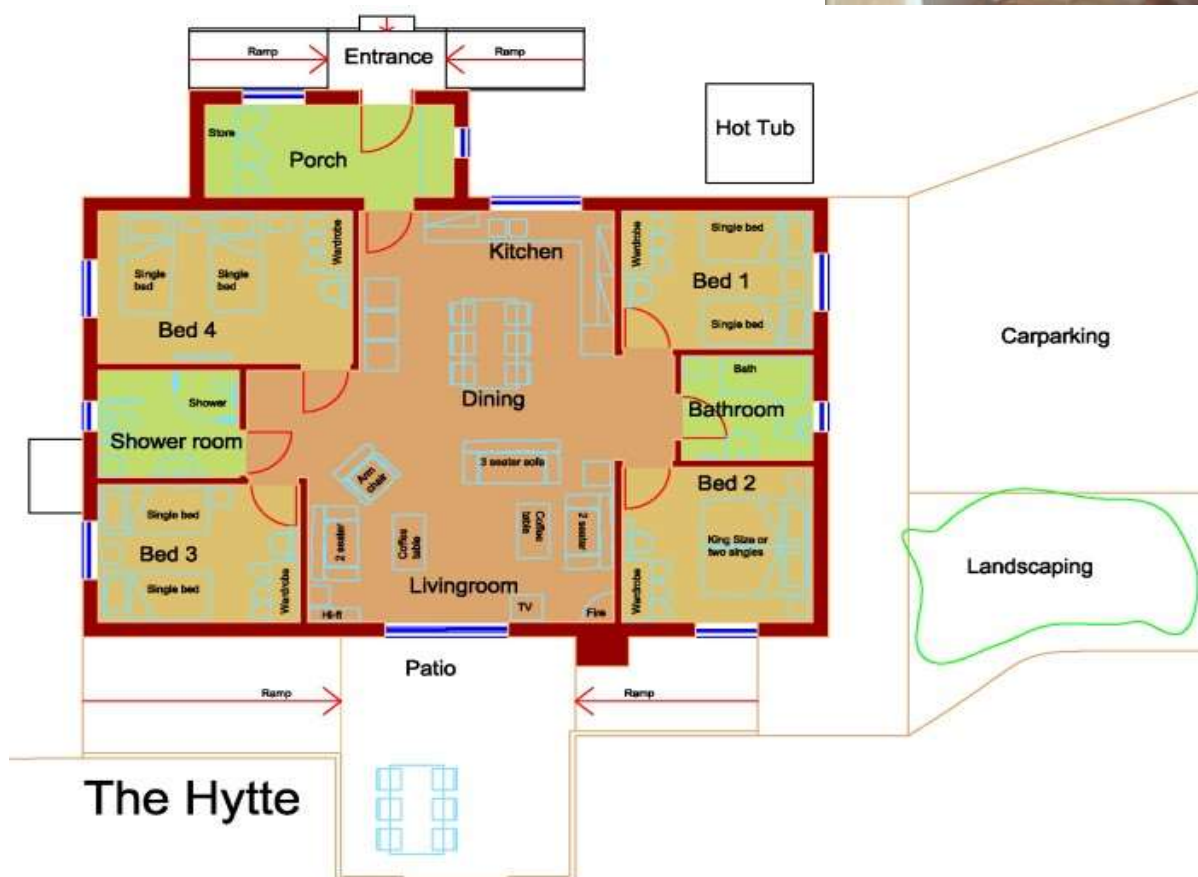 Ramp
Entrance
Ramp
Store
Porch
Hot Tub
Kitchen
Wardrobe
Single
bed
Single
bed
Bed 4
Wardrobe
Single bed
Bed 1
Single bed
Carparking
Dining
Bath
Bathroom
Shower
Shower room
Arm
chair
3 seater sofa
Bed 2
King Size or
two singles
Wardrobe
Single bed
Bed 3
Single bed
Wardrobe
2 seater
Coffee
table
Coffee
table
2 seater
Livingroom
Hi-fi
TV
Fire
Landscaping
Patio
Ramp
Ramp
The Hytte